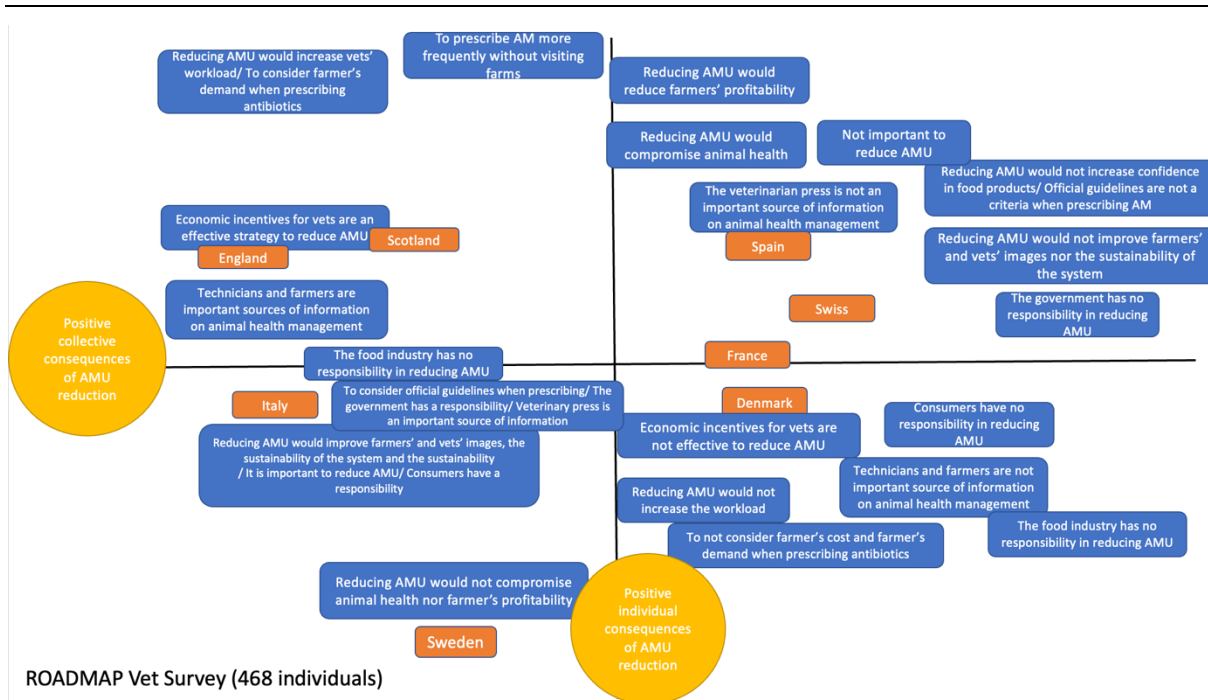 Reducing AMU would increase vets'
workload/ To consider farmer's
demand when prescribing
antibiotics
To prescribe AM more
frequently without visiting
farms
Reducing AMU would
reduce farmers' profitability
Reducing AMU would
compromise animal health
Not important to
reduce AMU
Reducing AMU would not increase confidence
in food products/ Official guidelines are not a
criteria when prescribing AM
The veterinarian press is not an
important source of information
on animal health management
Spain
Economic incentives for vets are an
effective strategy to reduce AMU
Scotland
England
Reducing AMU would not improve farmers'
and vets' images nor the sustainability of
the system
Technicians and farmers are
important sources of information
on animal health management
Swiss
The government has no
responsibility in reducing
AMU
Positive
collective
consequences
of AMU
reduction
The food industry has no
responsibility in reducing AMU
France
Italy
To consider official guidelines when prescribing/ The
government has a responsibility/ Veterinary press is
an important source of information
Denmark
Economic incentives for vets are
not effective to reduce AMU
Consumers have no
responsibility in reducing
AMU
Reducing AMU would improve farmers' and vets' images, the
sustainability of the system and the sustainability
/ It is important to reduce AMU/ Consumers have a
responsibility
Technicians and farmers are not
important source of information
on animal health management
Reducing AMU would not
increase the workload
The food industry has no
responsibility in reducing AMU
To not consider farmer's cost and farmer's
demand when prescribing antibiotics
Reducing AMU would not compromise
animal health nor farmer's profitability
Positive
individual
consequences
of AMU
reduction
Sweden
ROADMAP Vet Survey (468 individuals)